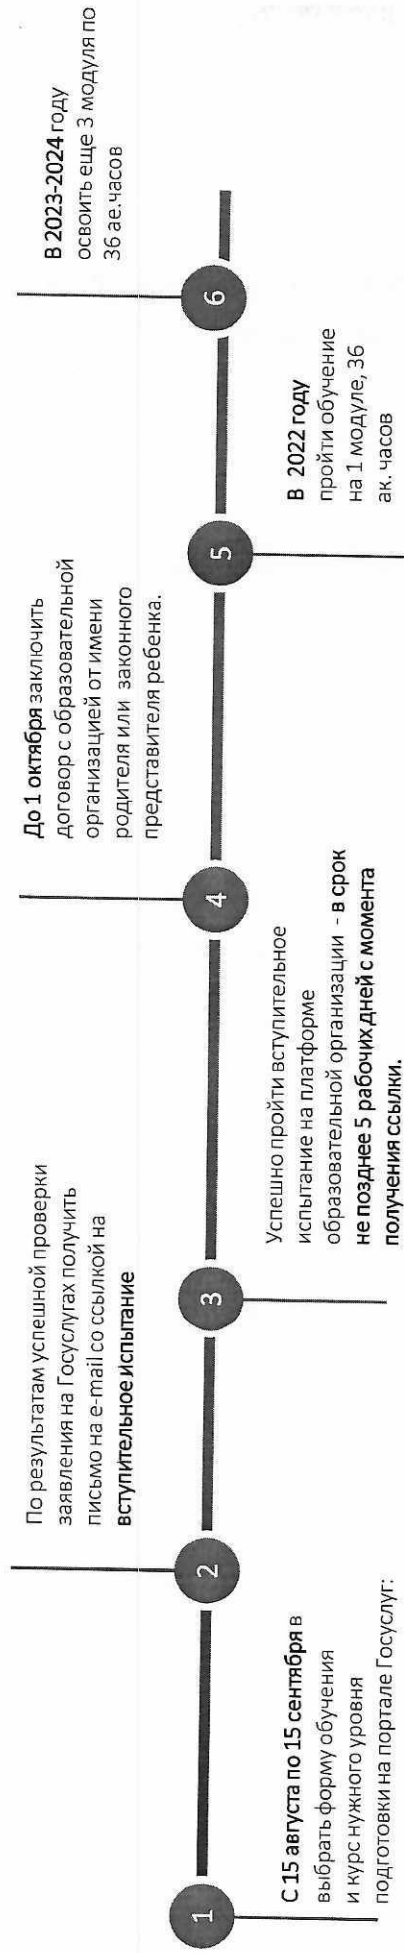 1
С 15 августа по 15 сентября в
выбрать форму обучения
и курс нужного уровня
подготовки на портале Госуслуг:
2
По результатам успешной проверки
заявления на Госуслугах получить
письмо на e-mail со ссылкой на
вступительное испытание
3
Успешно пройти вступительное
испытание на платформе
образовательной организации - в срок
не позднее 5 рабочих дней с момента
получения ссылки.
4
До 1 октября заключить
договор с образовательной
организацией от имени
родителя или законного
представителя ребенка.
5
В 2022 году
пройти обучение
на 1 модуле, 36
ак. часов
6
В 2023-2024 году
освоить еще 3 модуля по
36 ае.часов